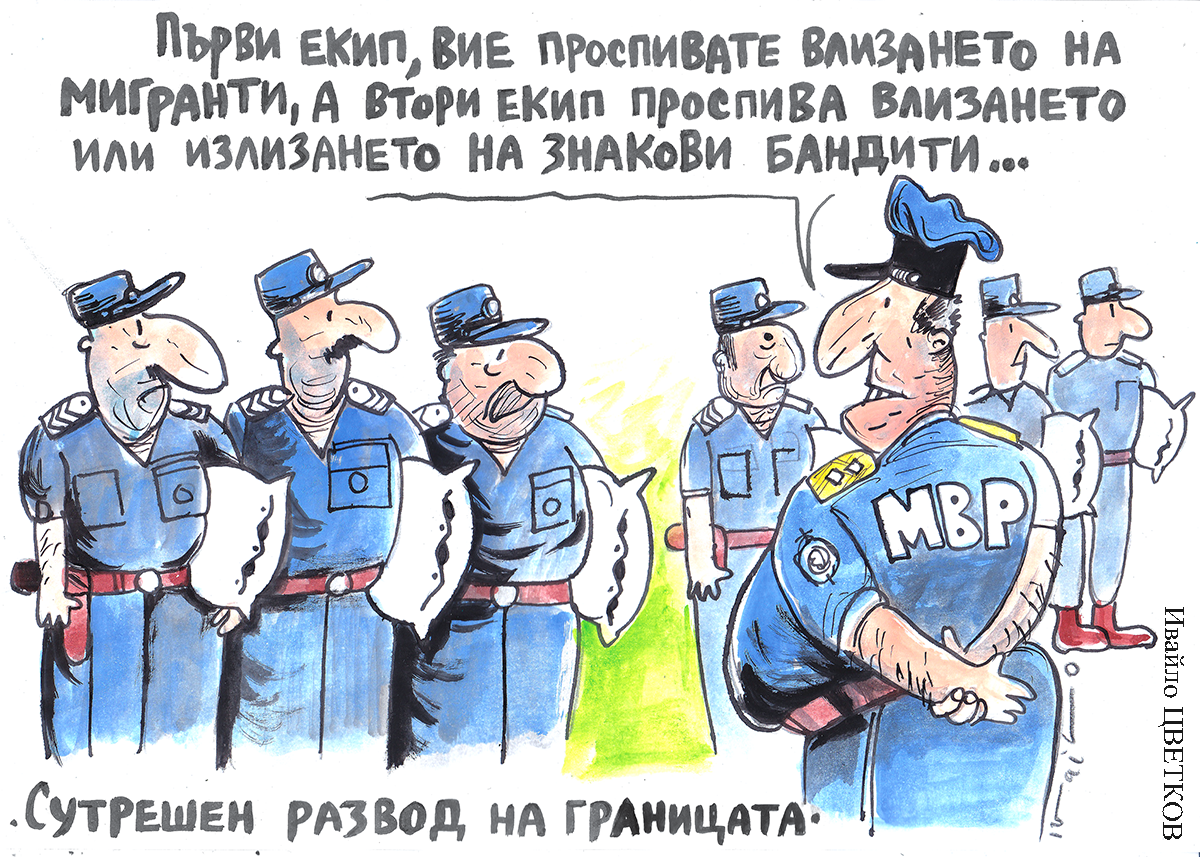 Първи екип, вие проспивате влизането на
мигранти, а втори екип проспива влизането
или излизането на знакови бандити...
МВР
.Сутрешен развод на границата.
Ивайло ЦВЕТКОВ